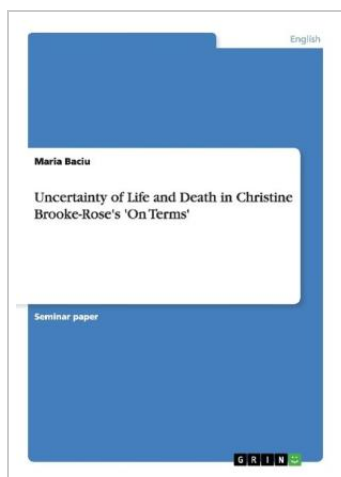 English
Maria Baciu
Uncertainty of Life and Death in Christine
Brooke-Rose's 'On Terms'
Seminar paper
GRIN